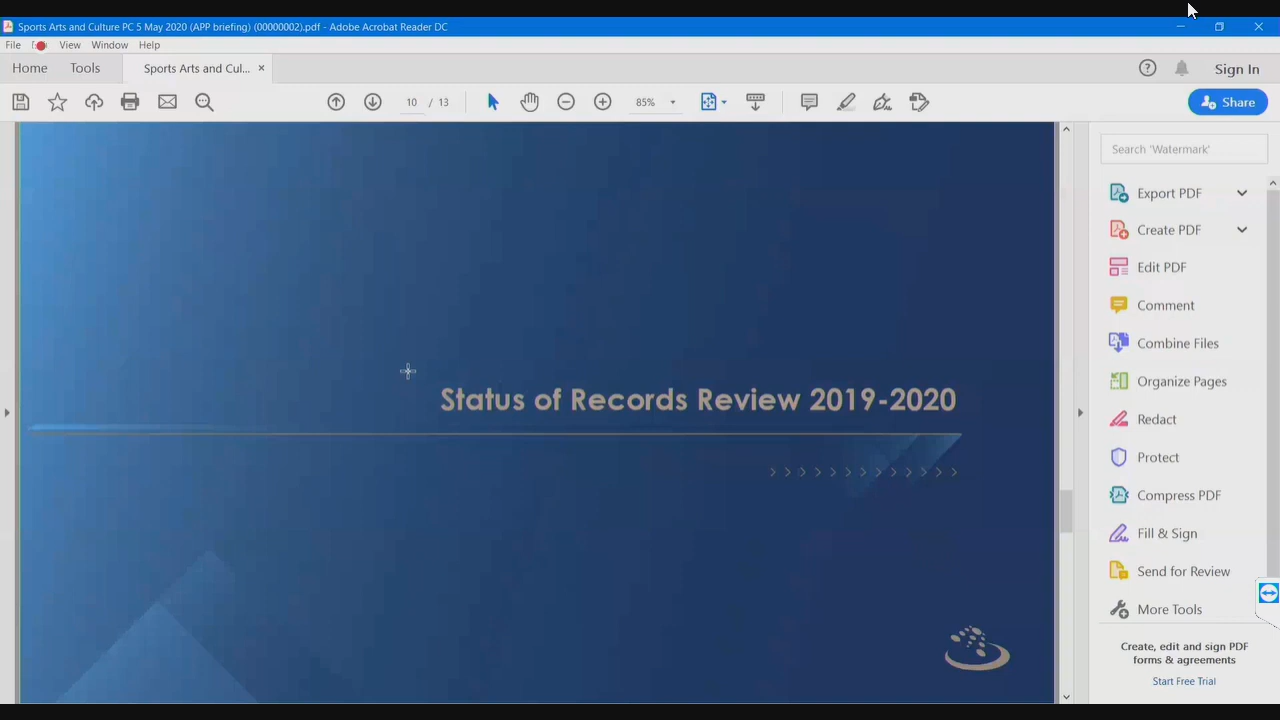 Sports Arts and Culture PC 5 May 2020 (APP briefing) (00000002).pdf - Adobe Acrobat Reader DC
File View Window Help
Home Tools Sports Arts and Cul... × Sign In
10 / 13 85% Share
Search 'Watermark'
Export PDF
Create PDF
Edit PDF
Comment
Combine Files
Organize Pages
Redact
Protect
Compress PDF
Fill & Sign
Send for Review
More Tools
Create, edit and sign PDF
forms & agreements
Start Free Trial
Status of Records Review 2019-2020